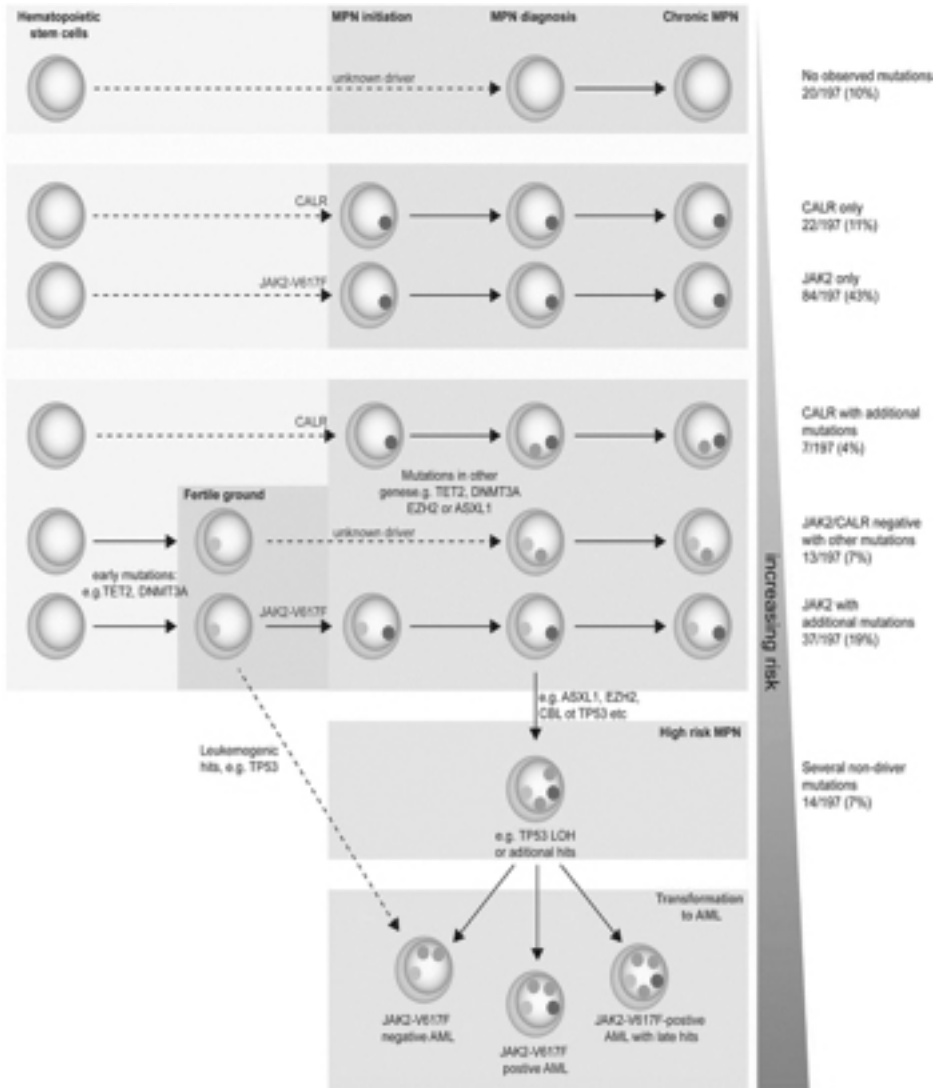 Hematopoietic
stem cells
MPN initiation
MPN diagnosis
Chronic MPN
unknown driver
No observed mutations
20/197 (10%)
CALR
CALR only
22/197 (11%)
JAK2-V617F
JAK2 only
84/197 (43%)
CALR
CALR with additional
mutations
7/197 (4%)
Mutations in other
genese.g. TET2, DNMT3A
EZH2 or ASXL1
Fertile ground
unknown driver
JAK2/CALR negative
with other mutations
13/197 (7%)
early mutations:
e.g.TET2, DNMT3A
JAK2-V617F
JAK2 with
additional mutations
37/197 (19%)
increasing risk
e.g. ASXL1, EZH2,
CBL ot TP53 etc
High risk MPN
Leukemogenic
hits, e.g. TP53
Several non-driver
mutations
14/197 (7%)
e.g. TP53 LOH
or aditional hits
Transformation
to AML
JAK2-V617F
negative AML
JAK2-V617F
postive AML
JAK2-V617F-postive
AML with late hits